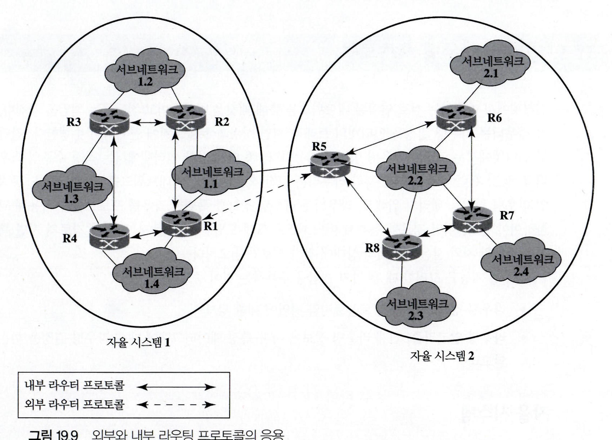 서브네트워크
1.2
R3
R2
서브네트워크
1.1
서브네트워크
1.3
R4
R1
서브네트워크
1.4
자율 시스템 1
서브네트워크
2.1
R5
R6
서브네트워크
2.2
R7
R8
서브네트워크
2.4
서브네트워크
2.3
자율 시스템 2
내부 라우터 프로토콜
외부 라우터 프로토콜
그림 19.9 외부와 내부 라우팅 프로토콜의 응용